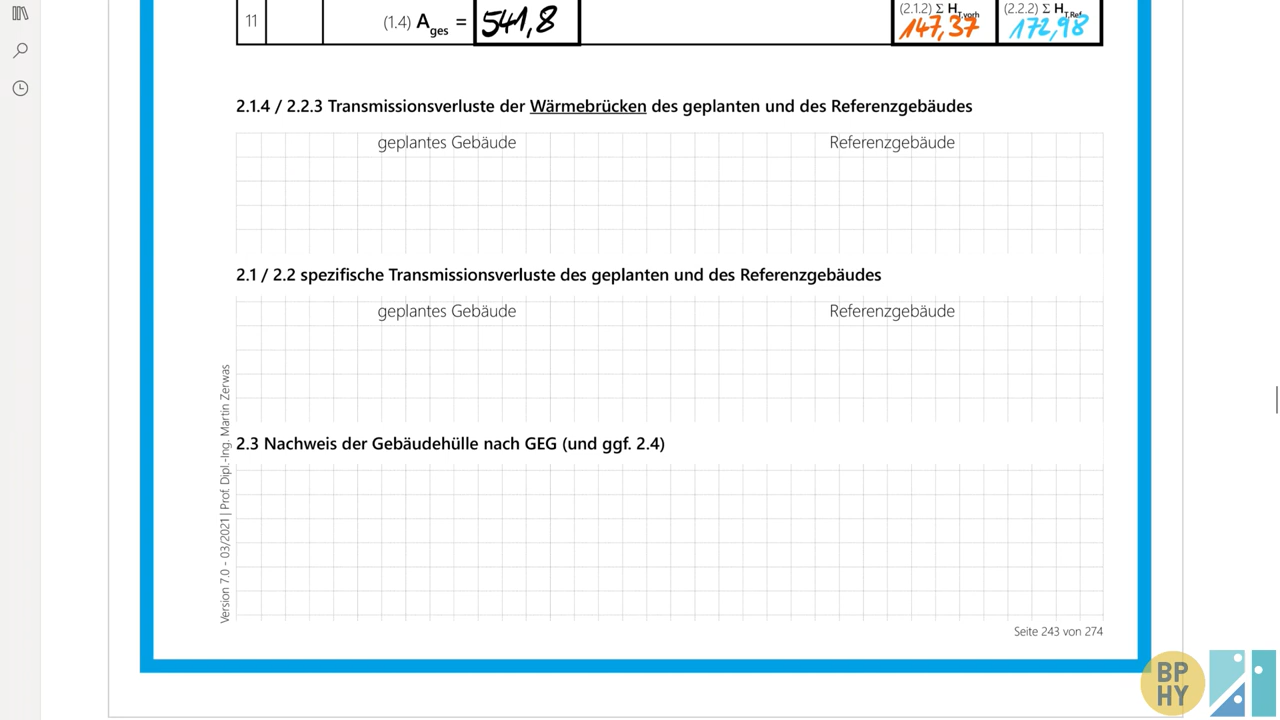 11
(1.4) Ages =
541,8
(2.1.2) Σ HT,vorh
147,37
(2.2.2) Σ HT,Ref
172,98
2.1.4 / 2.2.3 Transmissionsverluste der Wärmebrücken des geplanten und des Referenzgebäudes
geplantes Gebäude
Referenzgebäude
2.1 / 2.2 spezifische Transmissionsverluste des geplanten und des Referenzgebäudes
geplantes Gebäude
Referenzgebäude
2.3 Nachweis der Gebäudehülle nach GEG (und ggf. 2.4)
Version 7.0 - 03/2021 | Prof. Dipl.-Ing. Martin Zerwas
Seite 243 von 274
BP
HY